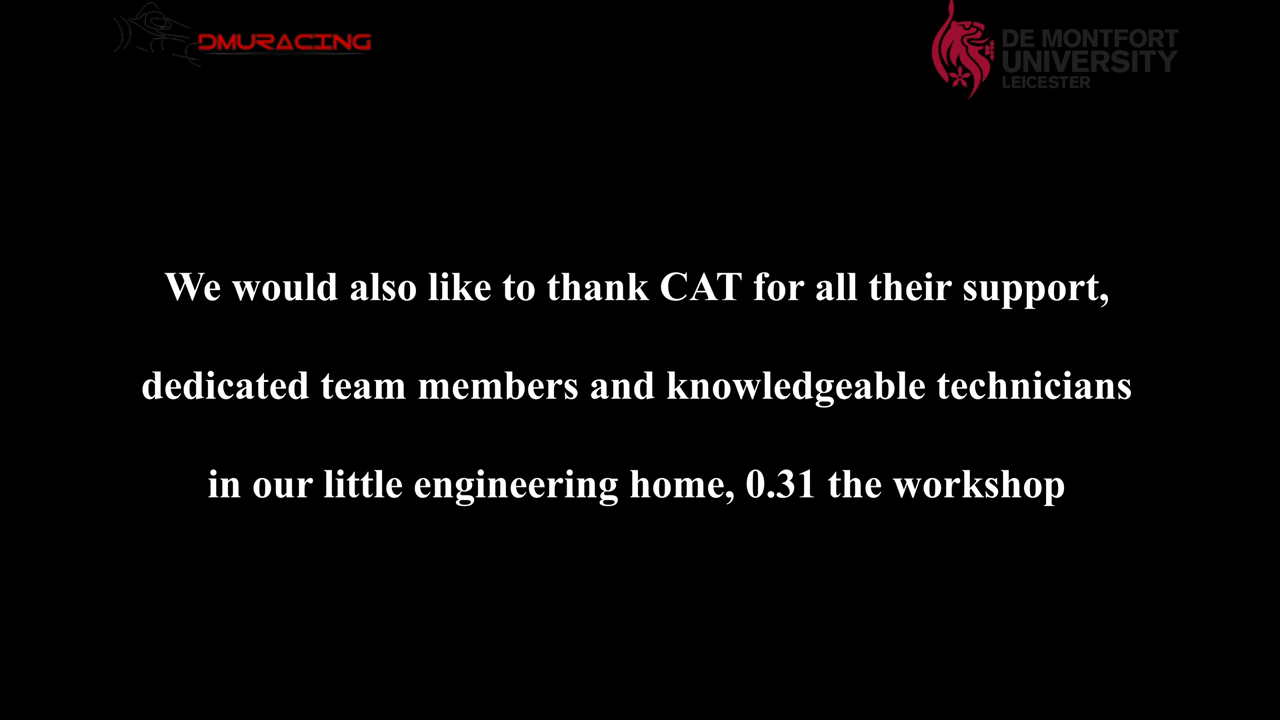 DMURACING
DE MONTFORT
UNIVERSITY
LEICESTER
We would also like to thank CAT for all their support,
dedicated team members and knowledgeable technicians
in our little engineering home, 0.31 the workshop